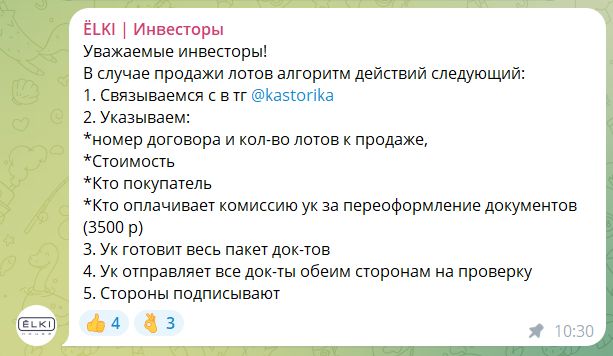 ЁLKI | Инвесторы
Уважаемые инвесторы!
В случае продажи лотов алгоритм действий следующий:
1. Связываемся с в тг @kastorika
2. Указываем:
*номер договора и кол-во лотов к продаже,
*Стоимость
*Кто покупатель
*Кто оплачивает комиссию ук за переоформление документов
(3500 р)
3. Ук готовит весь пакет док-тов
4. Ук отправляет все док-ты обеим сторонам на проверку
5. Стороны подписывают
ЁLKI
👍 4 👌 3
10:30